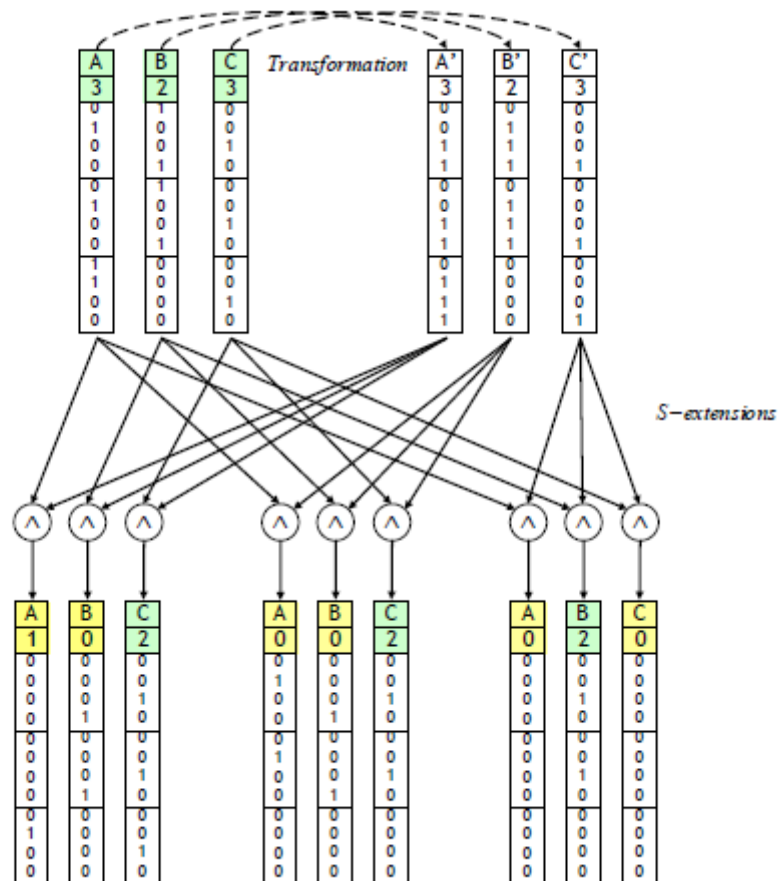 A B C Transformation A' B' C'
3 2 3 3 2 3
0 1 0 0 0 0
1 0 0 0 1 0
0 0 1 1 1 0
0 1 0 1 1 1
0 1 0 0 0 0
1 0 0 0 1 0
0 0 1 1 1 0
0 1 0 1 1 1
1 0 0 0 0 0
1 0 0 1 0 0
0 0 1 1 0 0
0 0 0 1 0 1
S-extensions
∧ ∧ ∧ ∧ ∧ ∧ ∧ ∧ ∧
A B C A B C A B C
1 0 2 0 0 2 0 2 0
0 0 0 0 0 0 0 0 0
0 0 0 1 0 0 0 0 0
0 0 1 0 0 1 0 1 0
0 1 0 0 1 0 0 0 0
0 0 0 0 0 0 0 0 0
0 0 0 1 0 0 0 0 0
0 0 1 0 0 1 0 1 0
0 1 0 0 1 0 0 0 0
0 0 0 0 0 0 0 0 0
1 0 0 0 0 0 0 0 0
0 0 1 0 0 0 0 0 0
0 0 0 0 0 0 0 0 0